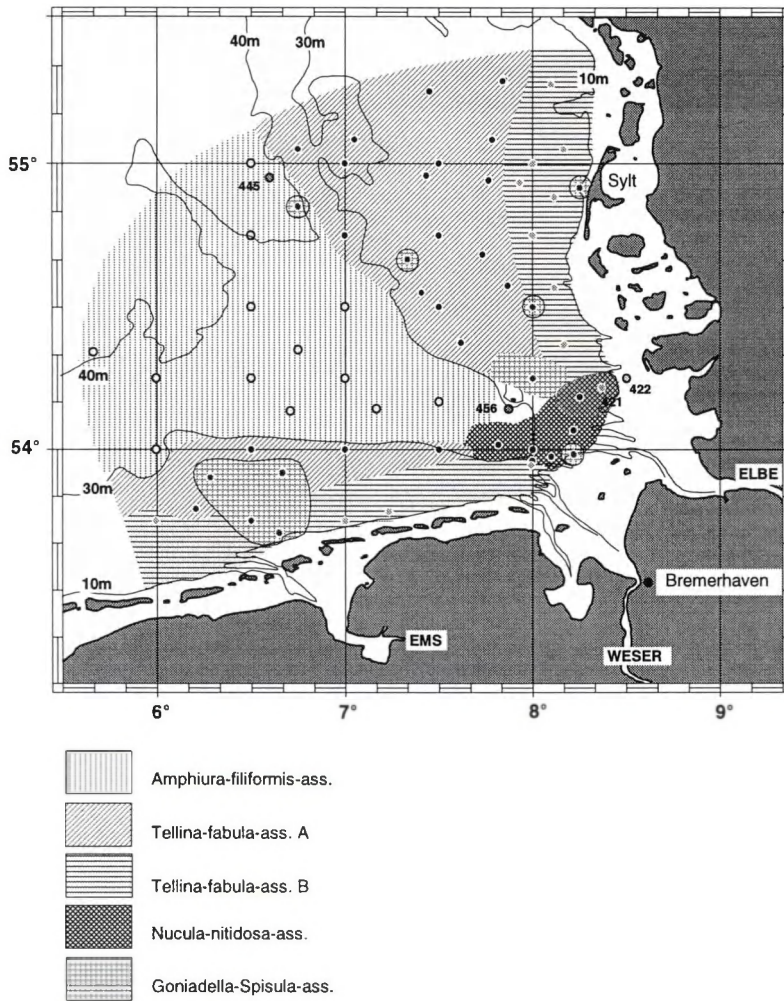 40m
30m
10m
55°
445
Sylt
40m
456
421
422
54°
30m
ELBE
10m
Bremerhaven
EMS
WESER
6°
7°
8°
9°
Amphiura-filiformis-ass.
Tellina-fabula-ass. A
Tellina-fabula-ass. B
Nucula-nitidosa-ass.
Goniadella-Spisula-ass.